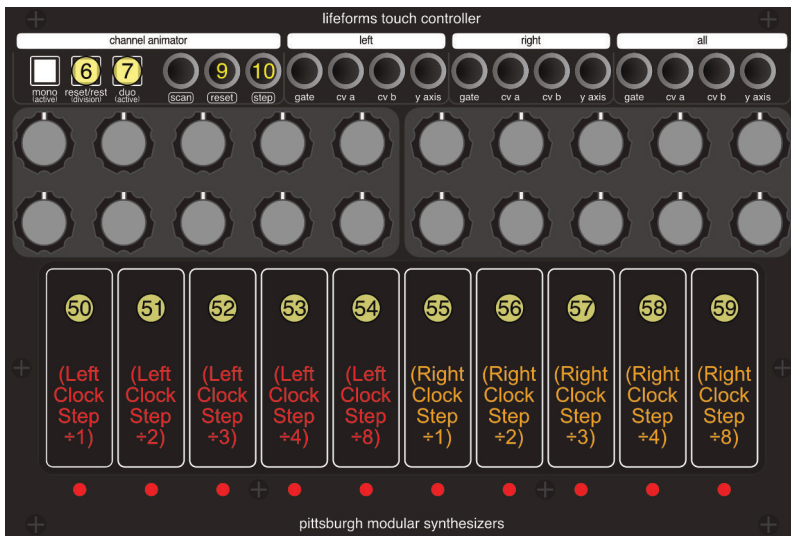 lifeforms touch controller
channel animator left right all
6 7 9 10
mono reset/rest duo
(active) (division) (active)
scan reset step gate cv a cv b y axis gate cv a cv b y axis gate cv a cv b y axis
50 51 52 53 54 55 56 57 58 59
(Left (Left (Left (Left (Left (Right (Right (Right (Right (Right
Clock Clock Clock Clock Clock Clock Clock Clock Clock Clock
Step Step Step Step Step Step Step Step Step Step
÷1) ÷2) ÷3) ÷4) ÷8) ÷1) ÷2) ÷3) ÷4) ÷8)
pittsburgh modular synthesizers